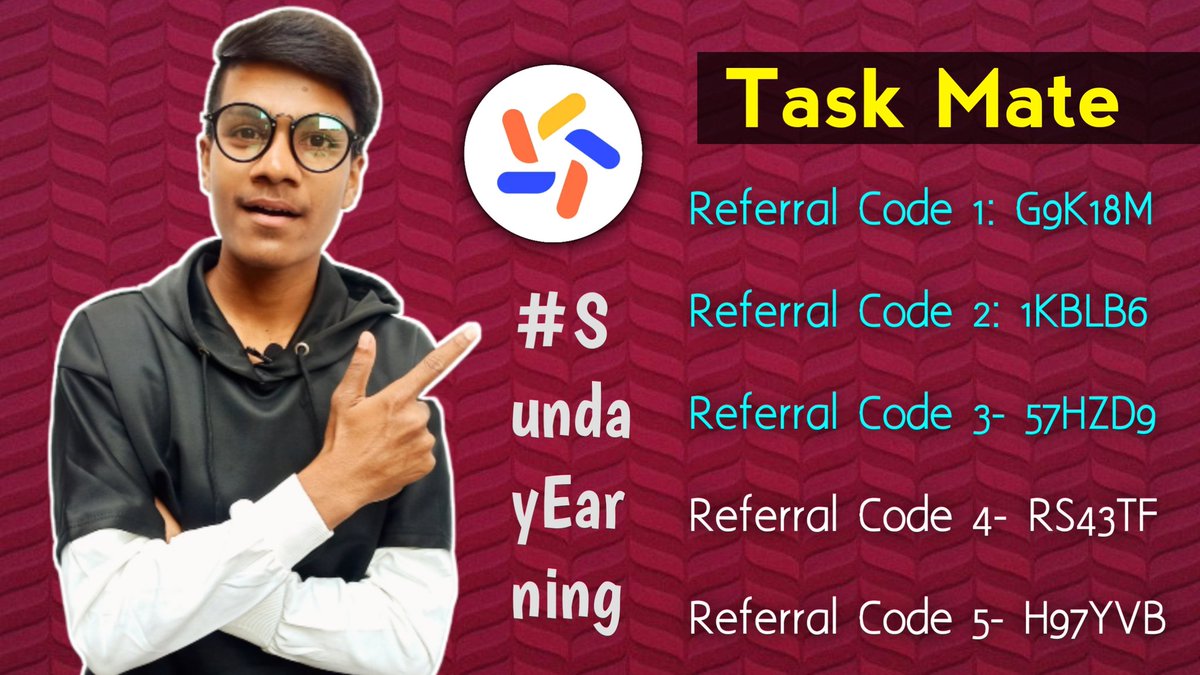 Task Mate
Referral Code 1: G9K18M
Referral Code 2: 1KBLB6
Referral Code 3- 57HZD9
Referral Code 4- RS43TF
Referral Code 5- H97YVB
#S
unda
yEar
ning